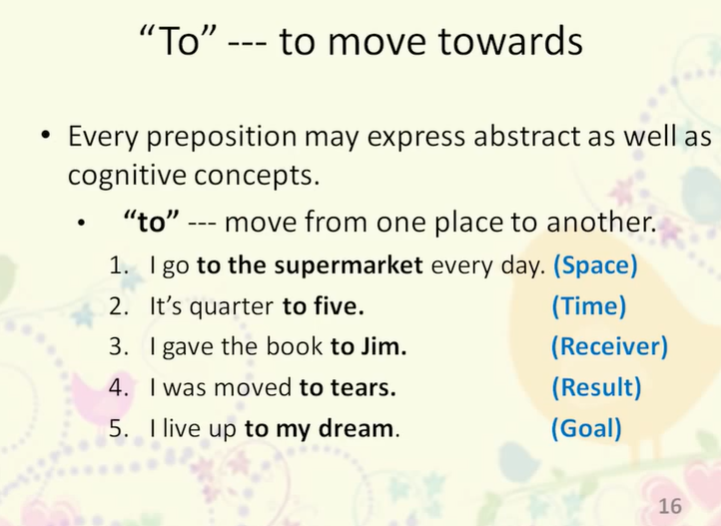 “To” --- to move towards
• Every preposition may express abstract as well as
cognitive concepts.
• “to” --- move from one place to another.
1. I go to the supermarket every day. (Space)
2. It’s quarter to five. (Time)
3. I gave the book to Jim. (Receiver)
4. I was moved to tears. (Result)
5. I live up to my dream. (Goal)
16